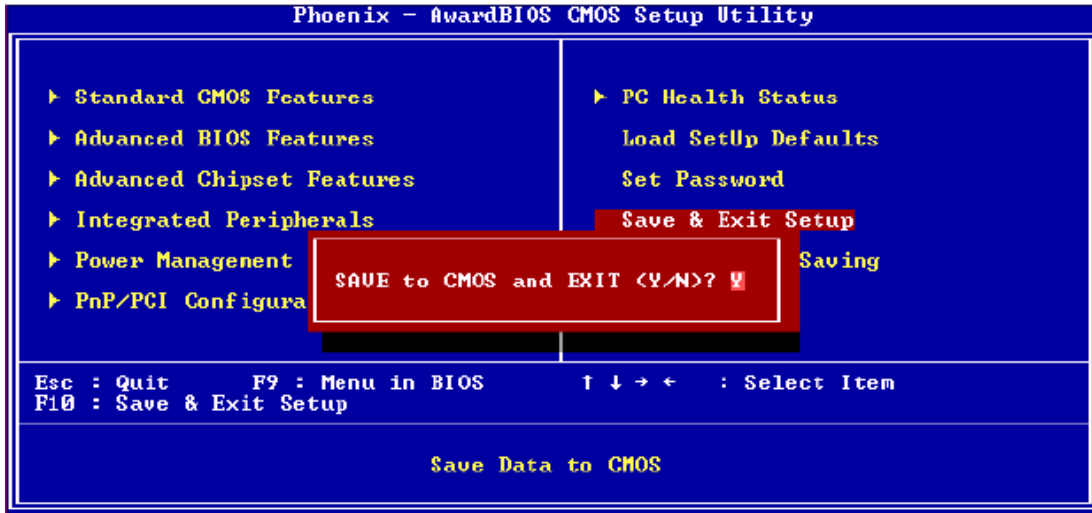 Phoenix - AwardBIOS CMOS Setup Utility
▶ Standard CMOS Features
▶ Advanced BIOS Features
▶ Advanced Chipset Features
▶ Integrated Peripherals
▶ Power Management
▶ PnP/PCI Configura
▶ PC Health Status
Load SetUp Defaults
Set Password
Save & Exit Setup
Saving
SAVE to CMOS and EXIT (Y/N)? Y
Esc : Quit F9 : Menu in BIOS ↑ ↓ → ← : Select Item
F10 : Save & Exit Setup
Save Data to CMOS